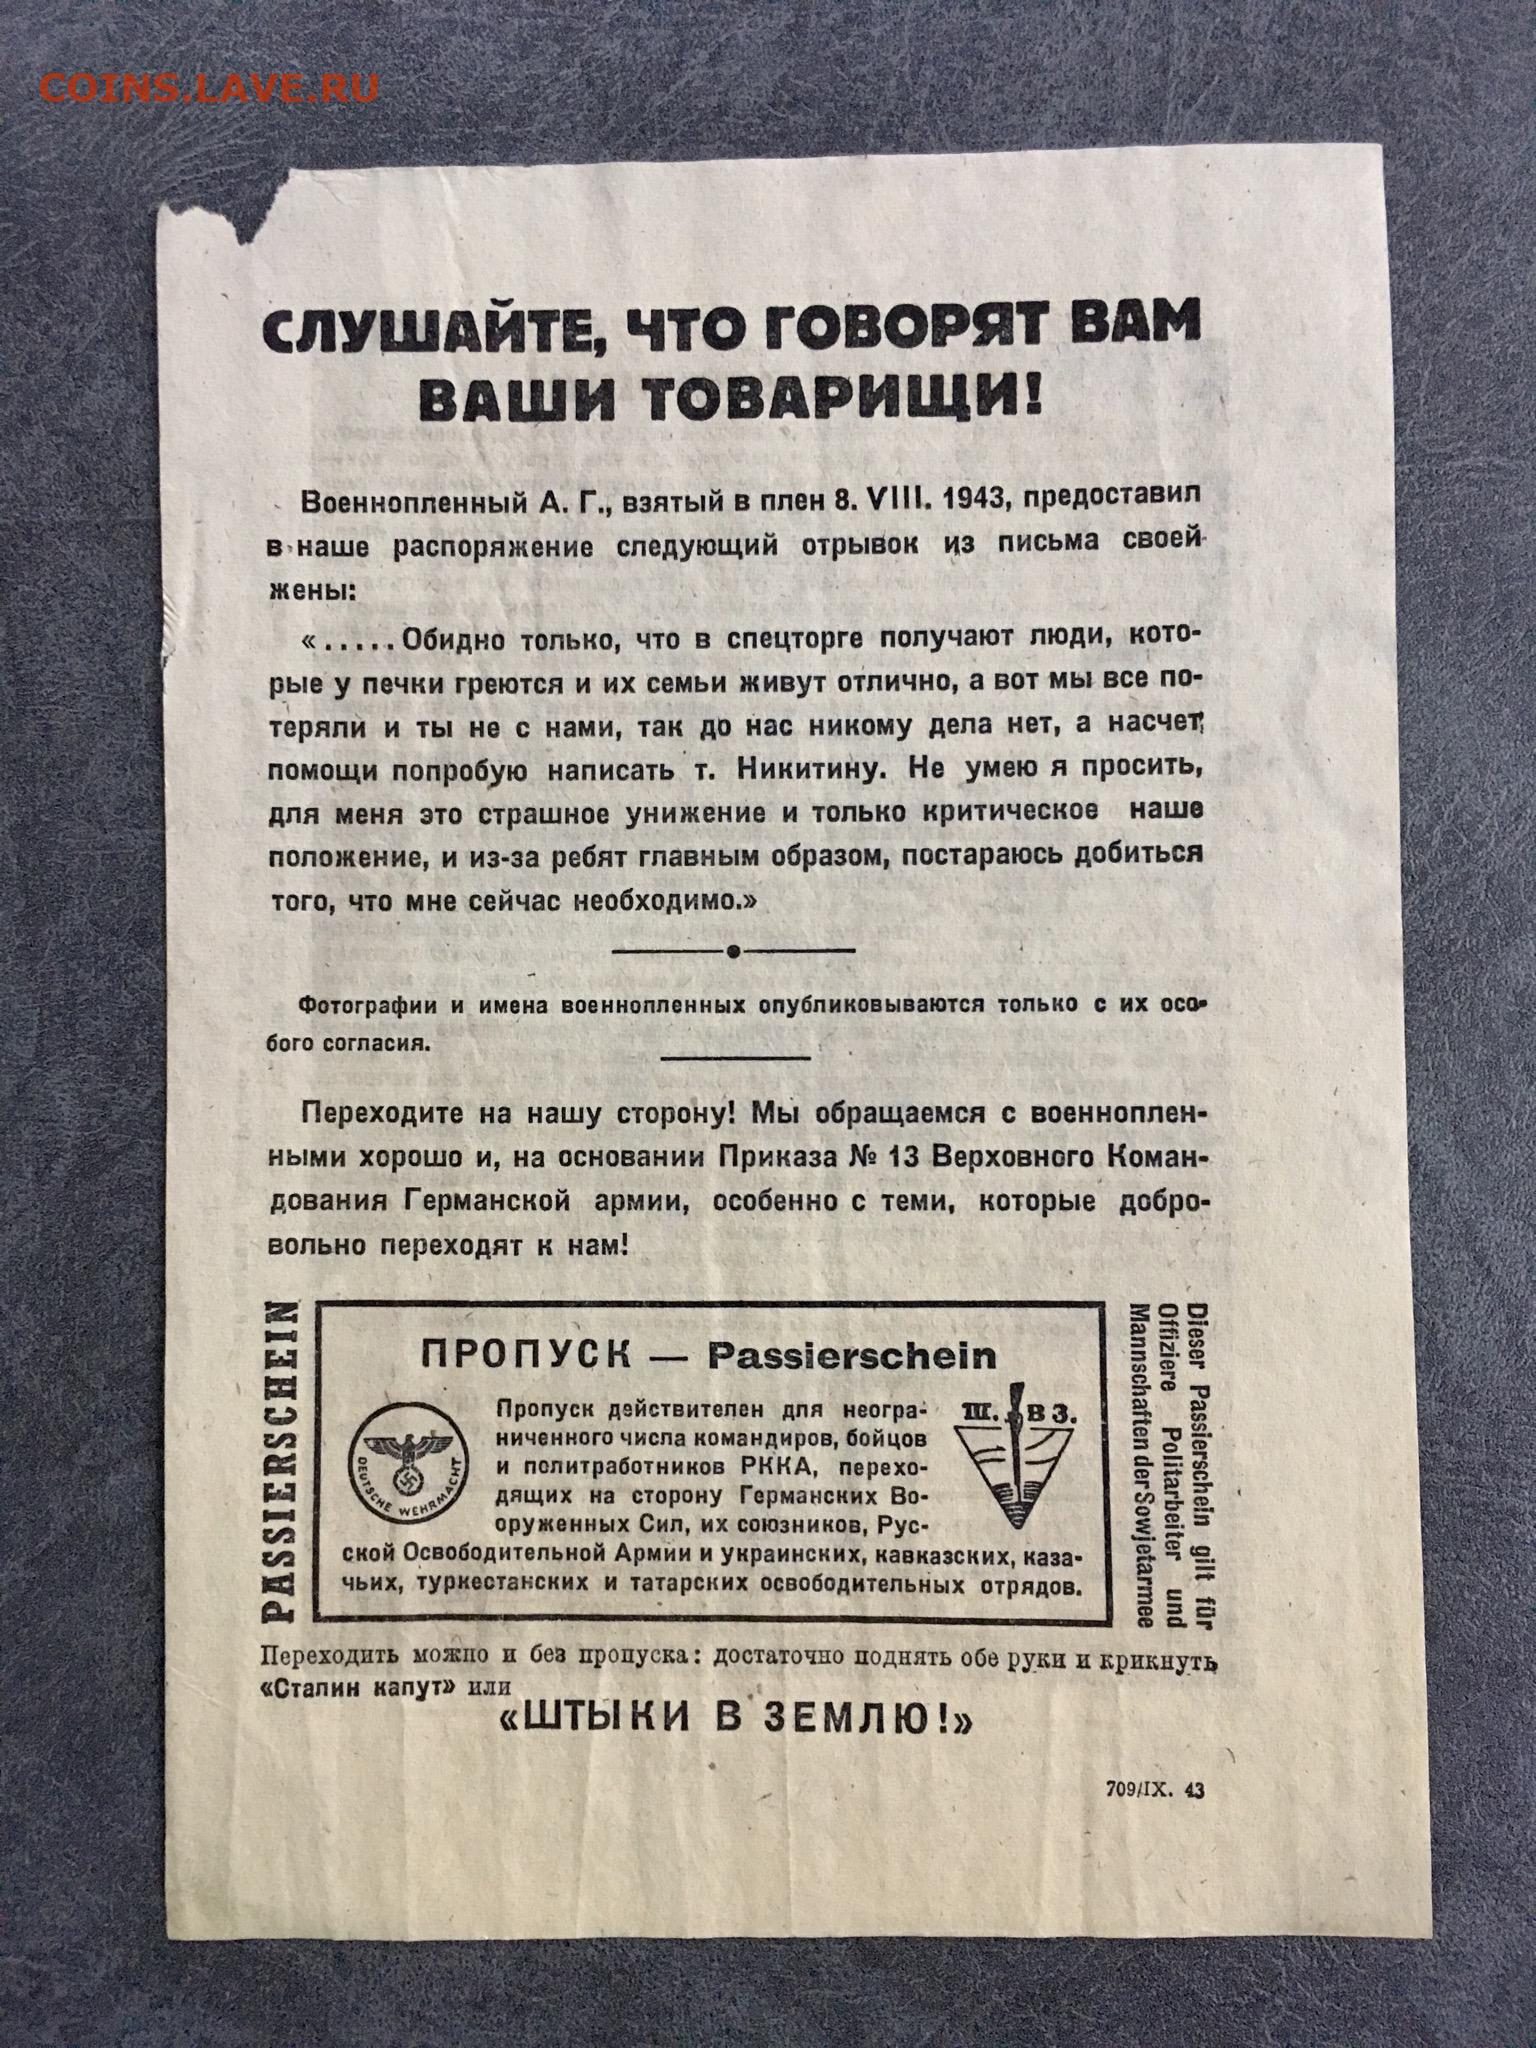 COINS.LAVE.RU
СЛУШАЙТЕ, ЧТО ГОВОРЯТ ВАМ
ВАШИ ТОВАРИЩИ!
Военнопленный А. Г., взятый в плен 8. VIII. 1943, предоставил
в наше распоряжение следующий отрывок из письма своей
жены:
«.....Обидно только, что в спецторге получают люди, кото-
рые у печки греются и их семьи живут отлично, а вот мы все по-
теряли и ты не с нами, так до нас никому дела нет, а насчет
помощи попробую написать т. Никитину. Не умею я просить,
для меня это страшное унижение и только критическое наше
положение, и из-за ребят главным образом, постараюсь добиться
того, что мне сейчас необходимо.»
Фотографии и имена военнопленных опубликовываются только с их осо-
бого согласия.
Переходите на нашу сторону! Мы обращаемся с военноплен-
ными хорошо и, на основании Приказа № 13 Верховного Коман-
дования Германской армии, особенно с теми, которые добро-
вольно переходят к нам!
PASSIERSCHEIN
ПРОПУСК — Passierschein
DEUTSCHE WEHRMACHT
Пропуск действителен для неогра-
ниченного числа командиров, бойцов
и политработников РККА, перехо-
дящих на сторону Германских Во-
оруженных Сил, их союзников, Рус-
ской Освободительной Армии и украинских, кавказских, каза-
чьих, туркестанских и татарских освободительных отрядов.
Ш. В З.
Dieser Passierschein gilt für
Offiziere Politarbeiter und
Mannschaften der Sowjetarmee
Переходить можно и без пропуска: достаточно поднять обе руки и крикнуть
«Сталин капут» или
«ШТЫКИ В ЗЕМЛЮ!»
709/IX. 43